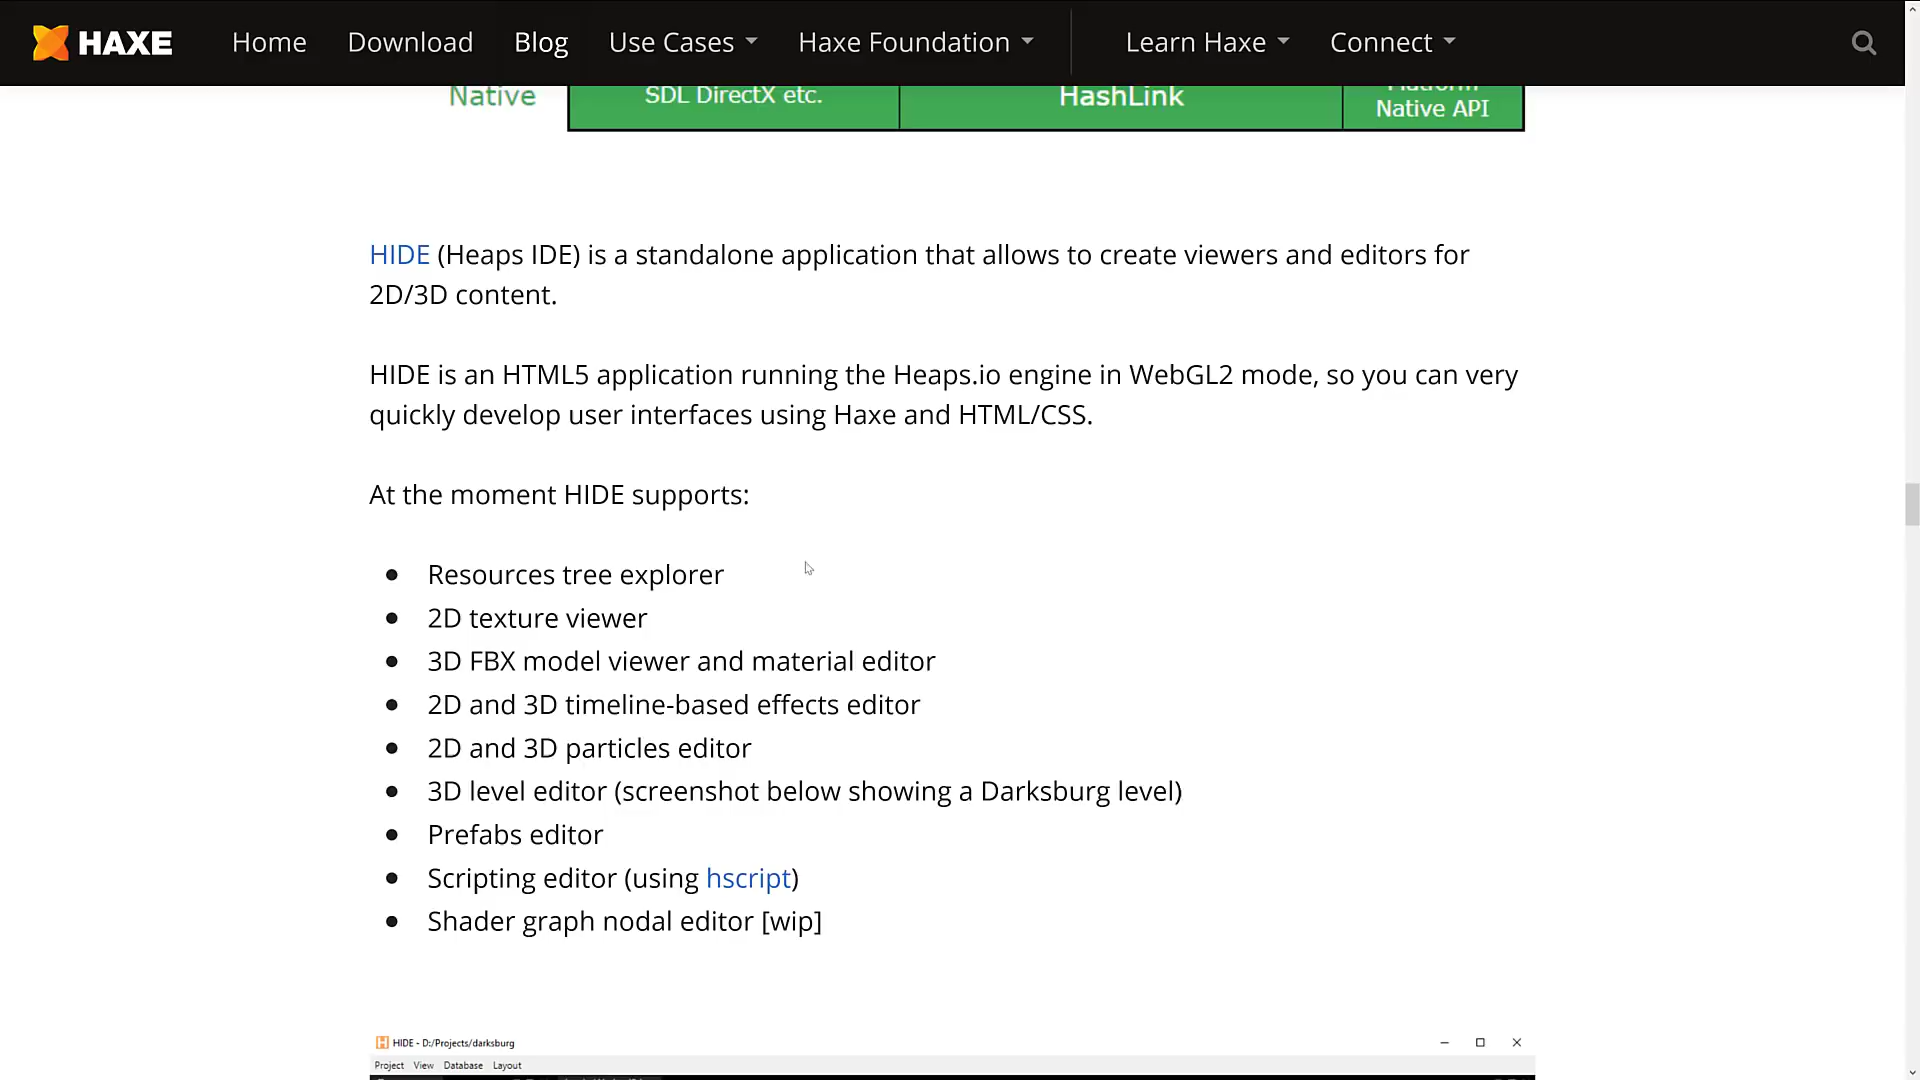 HAXE Home Download Blog Use Cases Haxe Foundation Learn Haxe Connect
Native SDL DirectX etc. HashLink Platform
Native API
HIDE (Heaps IDE) is a standalone application that allows to create viewers and editors for
2D/3D content.
HIDE is an HTML5 application running the Heaps.io engine in WebGL2 mode, so you can very
quickly develop user interfaces using Haxe and HTML/CSS.
At the moment HIDE supports:
Resources tree explorer
2D texture viewer
3D FBX model viewer and material editor
2D and 3D timeline-based effects editor
2D and 3D particles editor
3D level editor (screenshot below showing a Darksburg level)
Prefabs editor
Scripting editor (using hscript)
Shader graph nodal editor [wip]
HIDE - D:/Projects/darksburg
Project View Database Layout